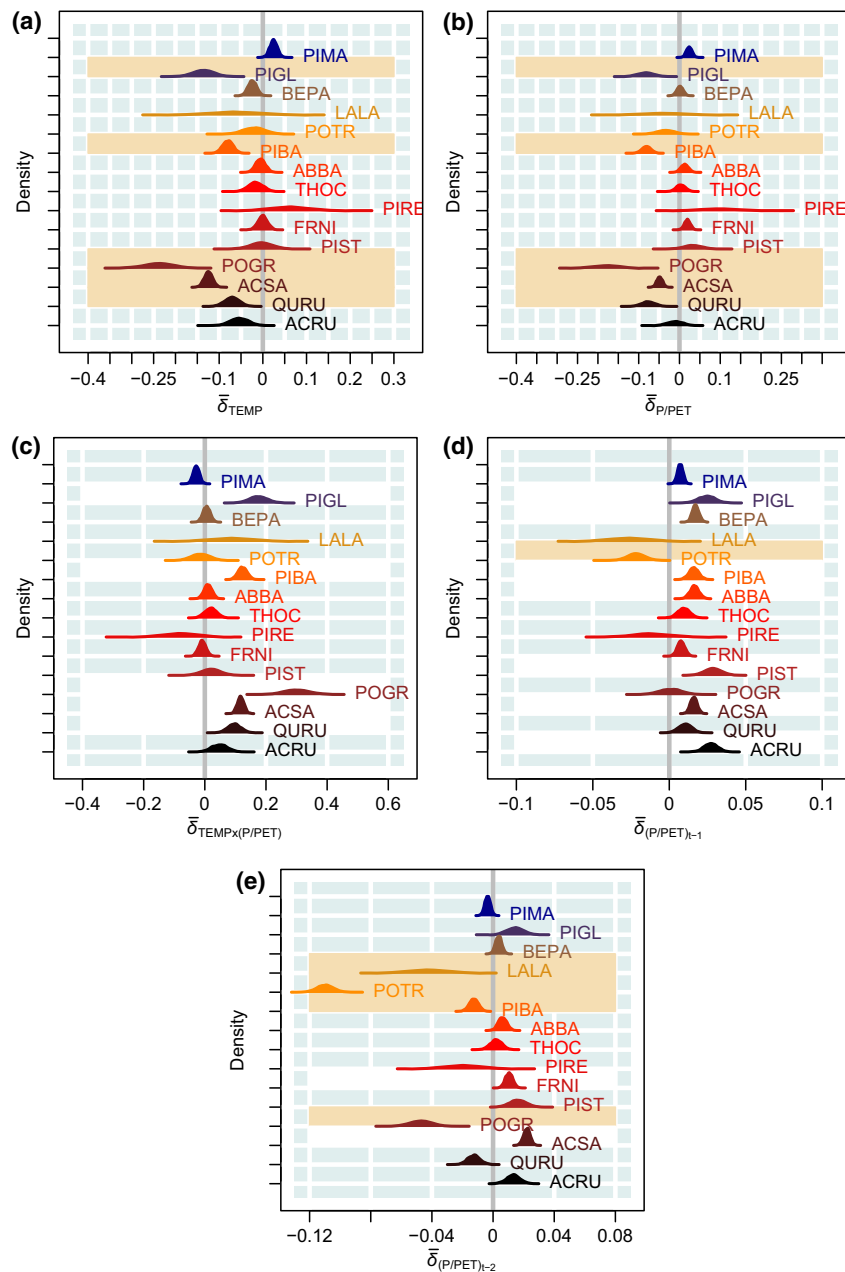 (a)
Density
PIMA
PIGL
BEPA
LALA
POTR
PIBA
ABBA
THOC
PIRE
FRNI
PIST
POGR
ACSA
QURU
ACRU
−0.4 −0.25 −0.1 0 0.1 0.2 0.3
δ̄TEMP
(b)
Density
PIMA
PIGL
BEPA
LALA
POTR
PIBA
ABBA
THOC
PIRE
FRNI
PIST
POGR
ACSA
QURU
ACRU
−0.4 −0.25 −0.1 0 0.1 0.25
δ̄P/PET
(c)
Density
PIMA
PIGL
BEPA
LALA
POTR
PIBA
ABBA
THOC
PIRE
FRNI
PIST
POGR
ACSA
QURU
ACRU
−0.4 −0.2 0 0.2 0.4 0.6
δ̄TEMPx(P/PET)
(d)
Density
PIMA
PIGL
BEPA
LALA
POTR
PIBA
ABBA
THOC
PIRE
FRNI
PIST
POGR
ACSA
QURU
ACRU
−0.1 −0.05 0 0.05 0.1
δ̄(P/PET)t−1
(e)
Density
PIMA
PIGL
BEPA
LALA
POTR
PIBA
ABBA
THOC
PIRE
FRNI
PIST
POGR
ACSA
QURU
ACRU
−0.12 −0.04 0 0.04 0.08
δ̄(P/PET)t−2